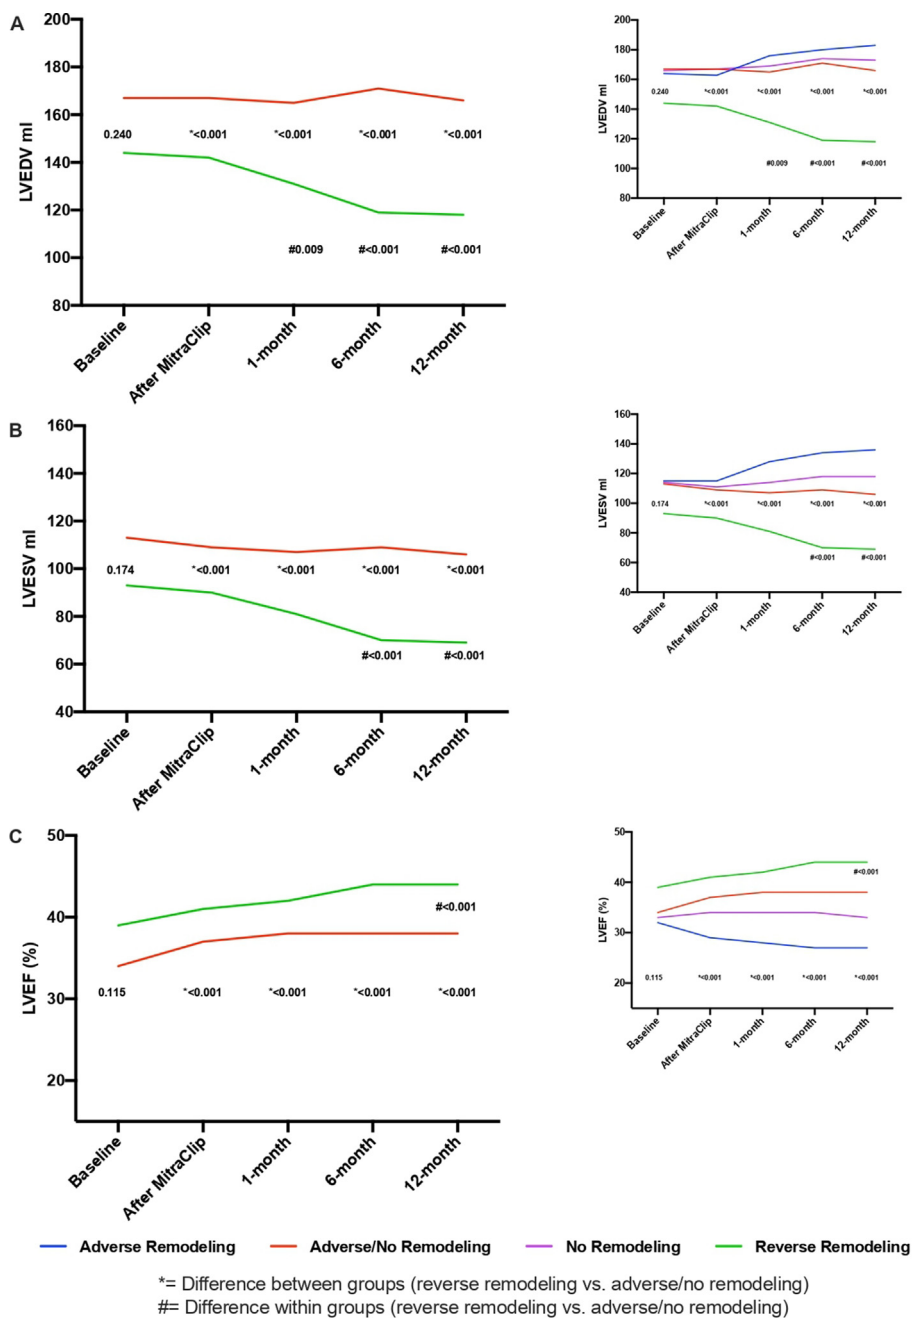 A
200
180
160
140
120
100
80
LVEDV ml
0.240 *<0.001 *<0.001 *<0.001 *<0.001
#0.009 #<0.001 #<0.001
Baseline
After MitraClip
1-month
6-month
12-month
200
180
160
140
120
100
80
LVEDV ml
0.240 *<0.001 *<0.001 *<0.001 *<0.001
#0.009 #<0.001 #<0.001
Baseline
After MitraClip
1-month
6-month
12-month
B
160
140
120
100
80
60
40
LVESV ml
0.174 *<0.001 *<0.001 *<0.001 *<0.001
#<0.001 #<0.001
Baseline
After MitraClip
1-month
6-month
12-month
160
140
120
100
80
60
40
LVESV ml
0.174 *<0.001 *<0.001 *<0.001 *<0.001
#<0.001 #<0.001
Baseline
After MitraClip
1-month
6-month
12-month
C
50
40
30
20
LVEF (%)
#<0.001
0.115 *<0.001 *<0.001 *<0.001 *<0.001
Baseline
After MitraClip
1-month
6-month
12-month
50
40
30
20
LVEF (%)
#<0.001
0.115 *<0.001 *<0.001 *<0.001 *<0.001
Baseline
After MitraClip
1-month
6-month
12-month
Adverse Remodeling Adverse/No Remodeling No Remodeling Reverse Remodeling
*= Difference between groups (reverse remodeling vs. adverse/no remodeling)
#= Difference within groups (reverse remodeling vs. adverse/no remodeling)